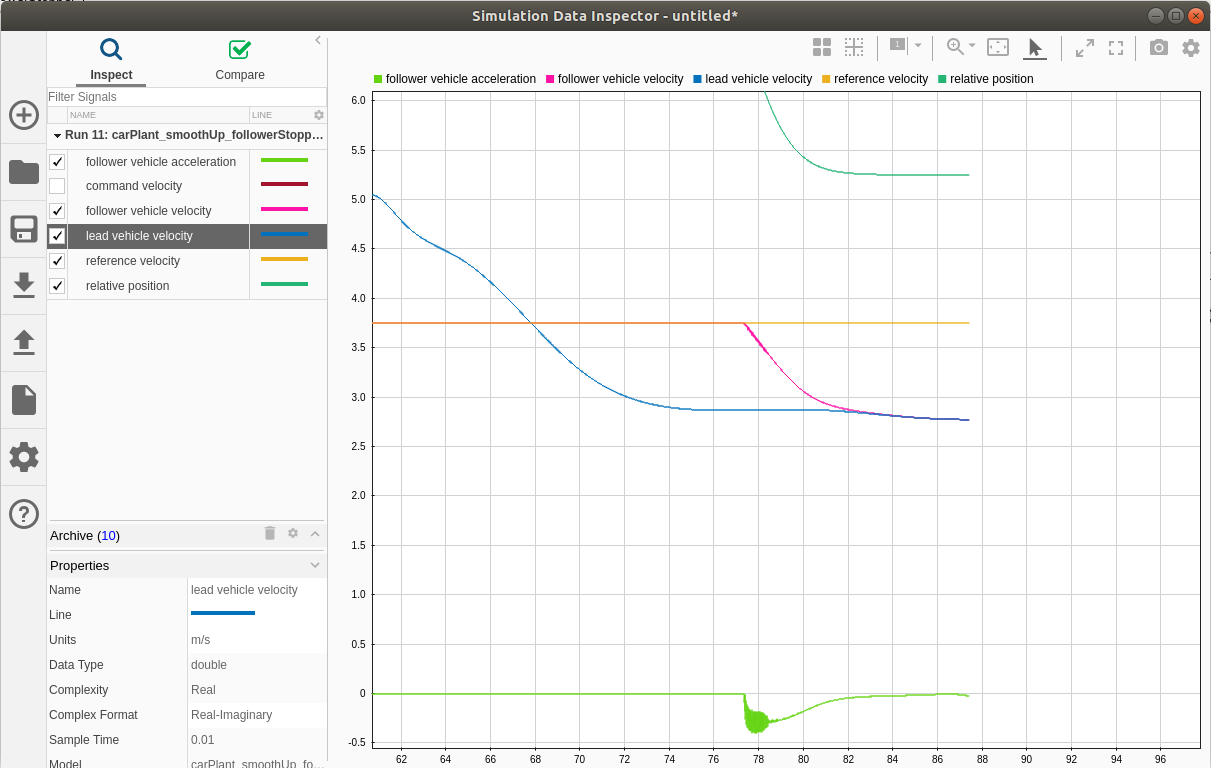 Simulation Data Inspector - untitled*
Inspect
Compare
Filter Signals
NAME
LINE
Run 11: carPlant_smoothUp_followerStopp...
follower vehicle acceleration
command velocity
follower vehicle velocity
lead vehicle velocity
reference velocity
relative position
Archive (10)
Properties
Name lead vehicle velocity
Line
Units m/s
Data Type double
Complexity Real
Complex Format Real-Imaginary
Sample Time 0.01
Model carPlant_smoothUp_fo...
1
follower vehicle acceleration follower vehicle velocity lead vehicle velocity reference velocity relative position
6.0
5.5
5.0
4.5
4.0
3.5
3.0
2.5
2.0
1.5
1.0
0.5
0
-0.5
62 64 66 68 70 72 74 76 78 80 82 84 86 88 90 92 94 96